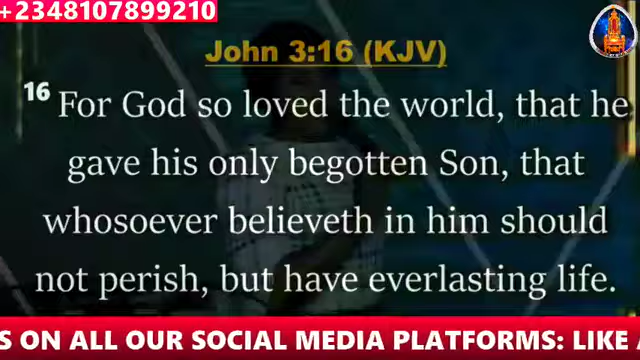 +2348107899210
John 3:16 (KJV)
16 For God so loved the world, that he
gave his only begotten Son, that
whosoever believeth in him should
not perish, but have everlasting life.
S ON ALL OUR SOCIAL MEDIA PLATFORMS: LIKE